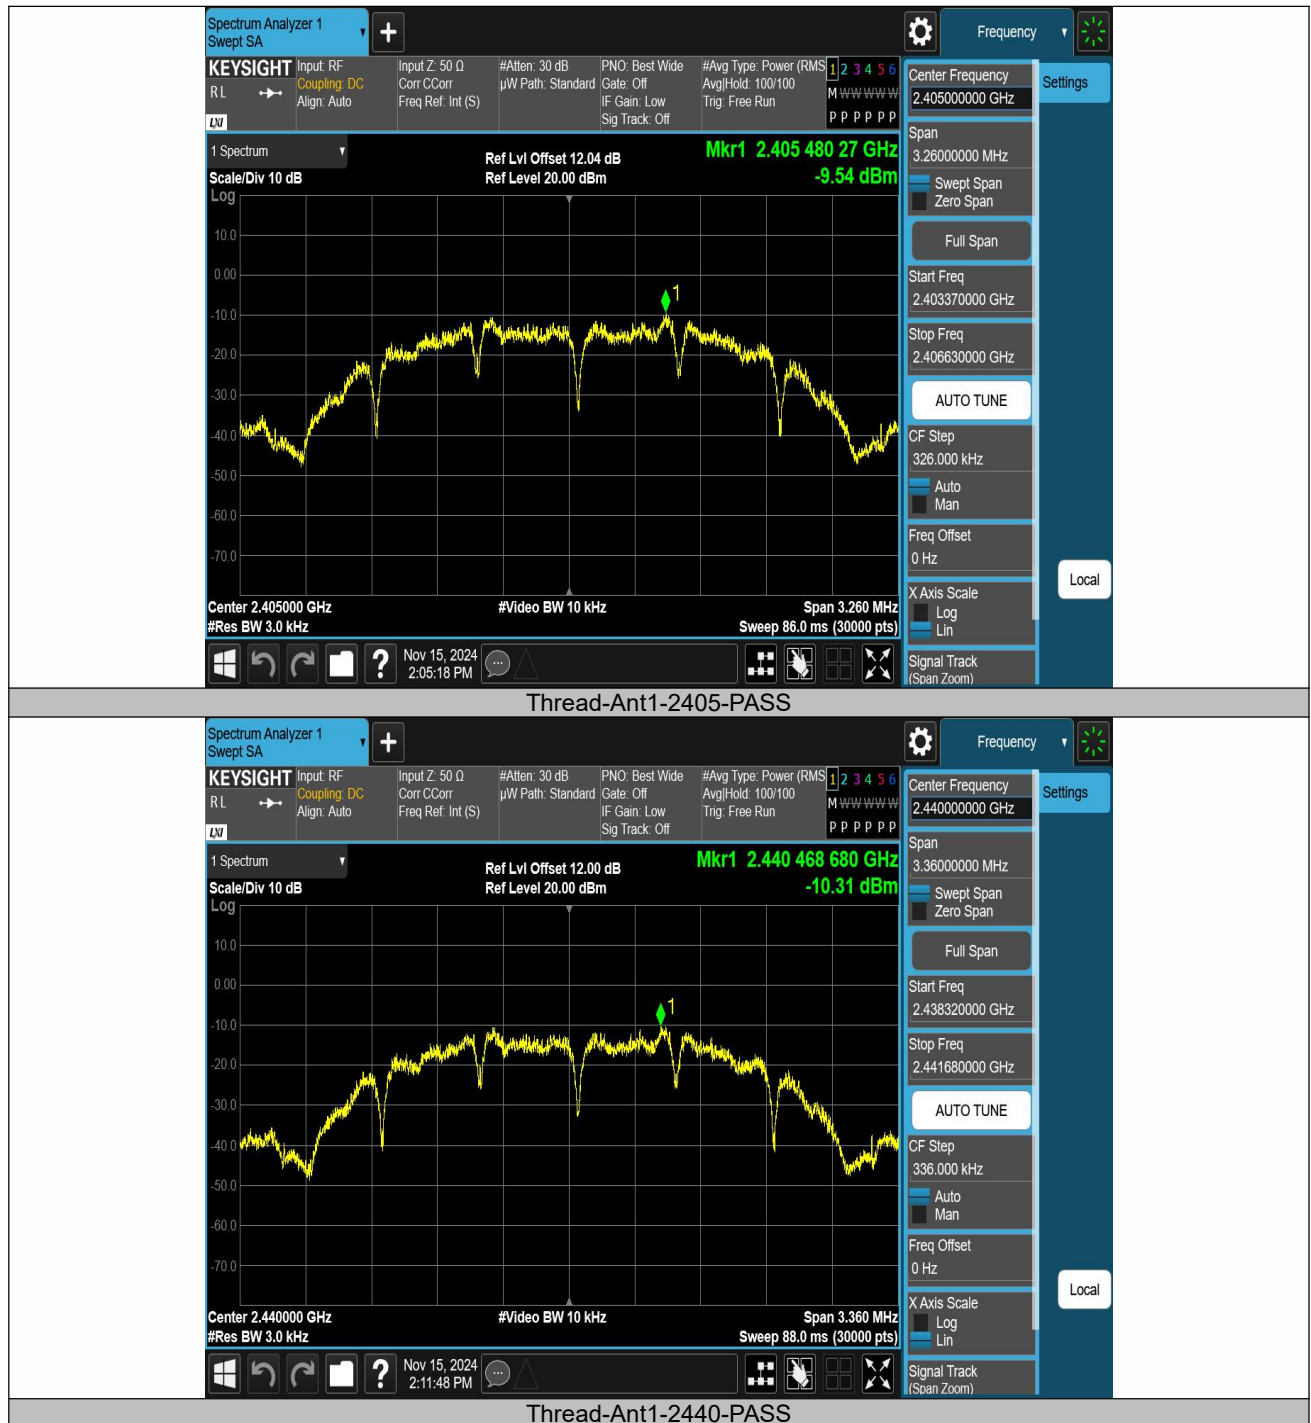 Spectrum Analyzer 1
Swept SA
Frequency
KEYSIGHT
R L
LXI
Input: RF
Coupling: DC
Align: Auto
Input Z: 50 Ω
Corr CCorr
Freq Ref: Int (S)
#Atten: 30 dB
µW Path: Standard
PNO: Best Wide
Gate: Off
IF Gain: Low
Sig Track: Off
#Avg Type: Power (RMS
Avg|Hold: 100/100
Trig: Free Run
1 2 3 4 5 6
M W W W W W
P P P P P P
1 Spectrum
Scale/Div 10 dB
Log
Ref Lvl Offset 12.04 dB
Ref Level 20.00 dBm
Mkr1 2.405 480 27 GHz
-9.54 dBm
10.0
0.00
-10.0
-20.0
-30.0
-40.0
-50.0
-60.0
-70.0
1
Center 2.405000 GHz
#Res BW 3.0 kHz
#Video BW 10 kHz
Span 3.260 MHz
Sweep 86.0 ms (30000 pts)
Nov 15, 2024
2:05:18 PM
Center Frequency
2.405000000 GHz
Settings
Span
3.26000000 MHz
Swept Span
Zero Span
Full Span
Start Freq
2.403370000 GHz
Stop Freq
2.406630000 GHz
AUTO TUNE
CF Step
326.000 kHz
Auto
Man
Freq Offset
0 Hz
X Axis Scale
Log
Lin
Local
Signal Track
(Span Zoom)
Thread-Ant1-2405-PASS
Spectrum Analyzer 1
Swept SA
Frequency
KEYSIGHT
R L
LXI
Input: RF
Coupling: DC
Align: Auto
Input Z: 50 Ω
Corr CCorr
Freq Ref: Int (S)
#Atten: 30 dB
µW Path: Standard
PNO: Best Wide
Gate: Off
IF Gain: Low
Sig Track: Off
#Avg Type: Power (RMS
Avg|Hold: 100/100
Trig: Free Run
1 2 3 4 5 6
M W W W W W
P P P P P P
1 Spectrum
Scale/Div 10 dB
Log
Ref Lvl Offset 12.00 dB
Ref Level 20.00 dBm
Mkr1 2.440 468 680 GHz
-10.31 dBm
10.0
0.00
-10.0
-20.0
-30.0
-40.0
-50.0
-60.0
-70.0
1
Center 2.440000 GHz
#Res BW 3.0 kHz
#Video BW 10 kHz
Span 3.360 MHz
Sweep 88.0 ms (30000 pts)
Nov 15, 2024
2:11:48 PM
Center Frequency
2.440000000 GHz
Settings
Span
3.36000000 MHz
Swept Span
Zero Span
Full Span
Start Freq
2.438320000 GHz
Stop Freq
2.441680000 GHz
AUTO TUNE
CF Step
336.000 kHz
Auto
Man
Freq Offset
0 Hz
X Axis Scale
Log
Lin
Local
Signal Track
(Span Zoom)
Thread-Ant1-2440-PASS